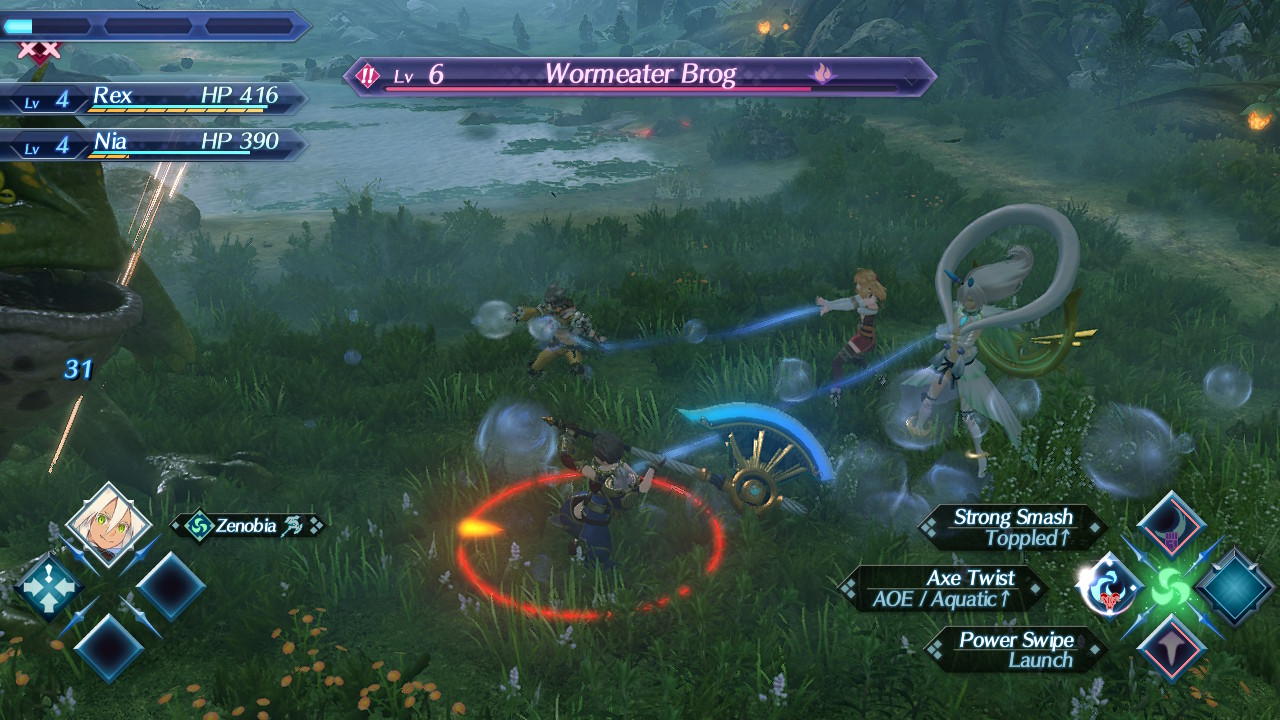 Lv 6 Wormeater Brog
Lv 4 Rex HP 416
Lv 4 Nia HP 390
31
Zenobia
Strong Smash
Toppled↑
Axe Twist
AOE / Aquatic↑
Power Swipe
Launch